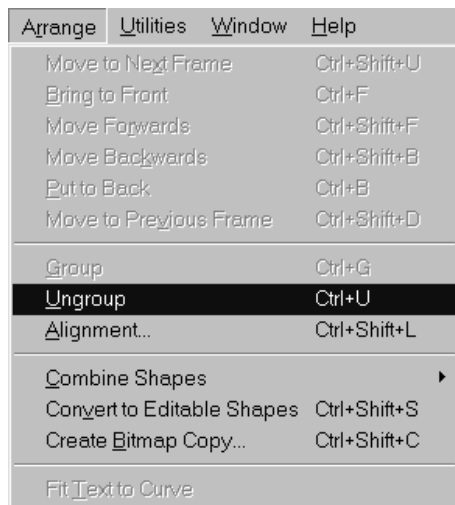 Arrange Utilities Window Help
Move to Next Frame Ctrl+Shift+U
Bring to Front Ctrl+F
Move Forwards Ctrl+Shift+F
Move Backwards Ctrl+Shift+B
Put to Back Ctrl+B
Move to Previous Frame Ctrl+Shift+D
Group Ctrl+G
Ungroup Ctrl+U
Alignment... Ctrl+Shift+L
Combine Shapes
Convert to Editable Shapes Ctrl+Shift+S
Create Bitmap Copy... Ctrl+Shift+C
Fit Text to Curve